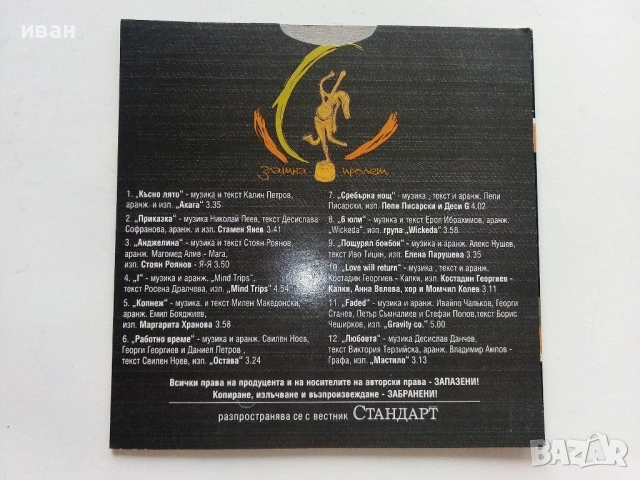 иван
златна пролет
1. „Късно лято" - музика и текст Калин Петров,
аранж. и изп. „Акага" 3.35
2. „Приказка" - музика Николай Пеев, текст Десислава
Софранова, аранж. и изп. Стамен Янев 3.41
3. „Анджелина" - музика и текст Стоян Роянов,
аранж. Магомед Алиев - Мага,
изп. Стоян Роянов - Я-Я 3.50
4. „I" - музика и аранж. „Mind Trips",
текст Росена Дралчева, изп. „Mind Trips" 4.54
5. „Копнеж" - музика. и текст Милен Македонски,
аранж. Емил Бояджиев,
изп. Маргарита Хранова 3.58
6. „Работно време" - музика и аранж. Свилен Ноев,
Георги Георгиев и Даниел Петров ,
текст Свилен Ноев, изп. „Остава" 3.24
7. „Сребърна нощ" - музика , текст и аранж. Лепи
Писарски, изп. Лепи Писарски и Деси G 4.02
8. „6 юли" - музика и текст Ерол Ибрахимов, аранж.
„Wickeda", изп. група „Wickeda" 3.58
9. „Пощурял бонбон" - музика и аранж. Алекс Нушев,
текст Иво Тицин, изп. Елена Парушева 3.35
10. „Love will return" - музика , текст и аранж.
Костадин Георгиев - Калки, изп. Костадин Георгиев -
Калки, Анна Велова, хор и Момчил Колев 3.11
11. „Faded" - музика и аранж. Ивайло Чалъков, Георги
Станев, Петър Сънналиев и Стефан Попов,текст Борис
Чеширков, изп. „Gravity co." 5.00
12. „Любовта" - музика Десислав Данчев,
текст Виктория Терзийска, аранж. Владимир Ампов -
Графа, изп. „Мастило" 3.13
Всички права на продуцента и на носителите на авторски права - ЗАПАЗЕНИ!
Копиране, излъчване и възпроизвеждане - ЗАБРАНЕНИ!
разпространява се с вестник СТАНДАРТ
BAZAR
bg